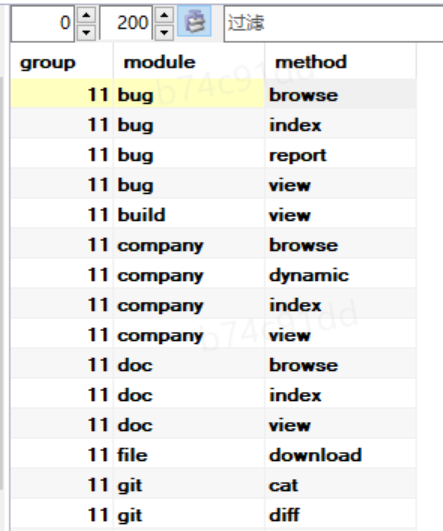 0 200 过滤
group module method
11 bug browse
11 bug index
11 bug report
11 bug view
11 build view
11 company browse
11 company dynamic
11 company index
11 company view
11 doc browse
11 doc index
11 doc view
11 file download
11 git cat
11 git diff
b74c91dd
b74c91dd